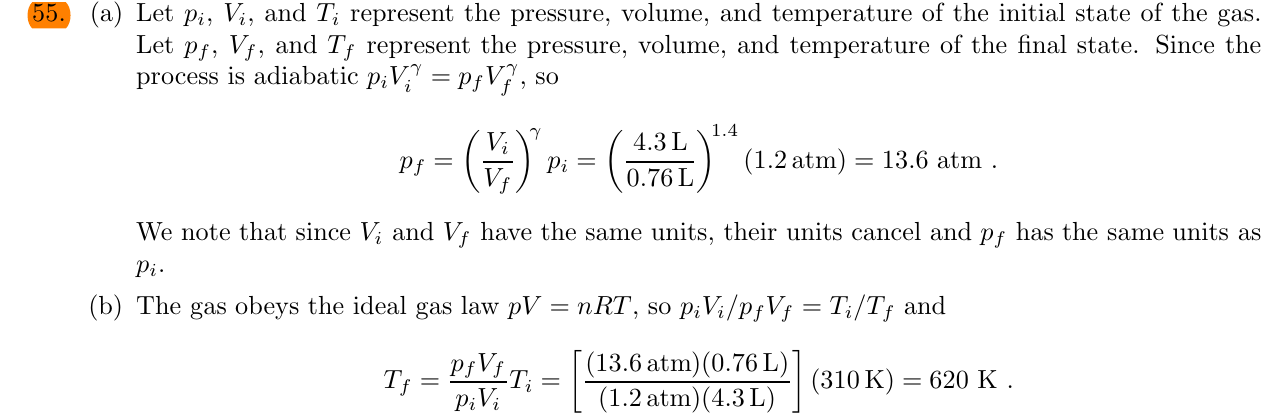 55. (a) Let p_i, V_i, and T_i represent the pressure, volume, and temperature of the initial state of the gas.
Let p_f, V_f, and T_f represent the pressure, volume, and temperature of the final state. Since the
process is adiabatic p_i V_i^γ = p_f V_f^γ, so
p_f = (V_i / V_f)^γ p_i = (4.3 L / 0.76 L)^1.4 (1.2 atm) = 13.6 atm .
We note that since V_i and V_f have the same units, their units cancel and p_f has the same units as
p_i.
(b) The gas obeys the ideal gas law pV = nRT, so p_i V_i/p_f V_f = T_i/T_f and
T_f = (p_f V_f / p_i V_i) T_i = [(13.6 atm)(0.76 L) / (1.2 atm)(4.3 L)] (310 K) = 620 K .